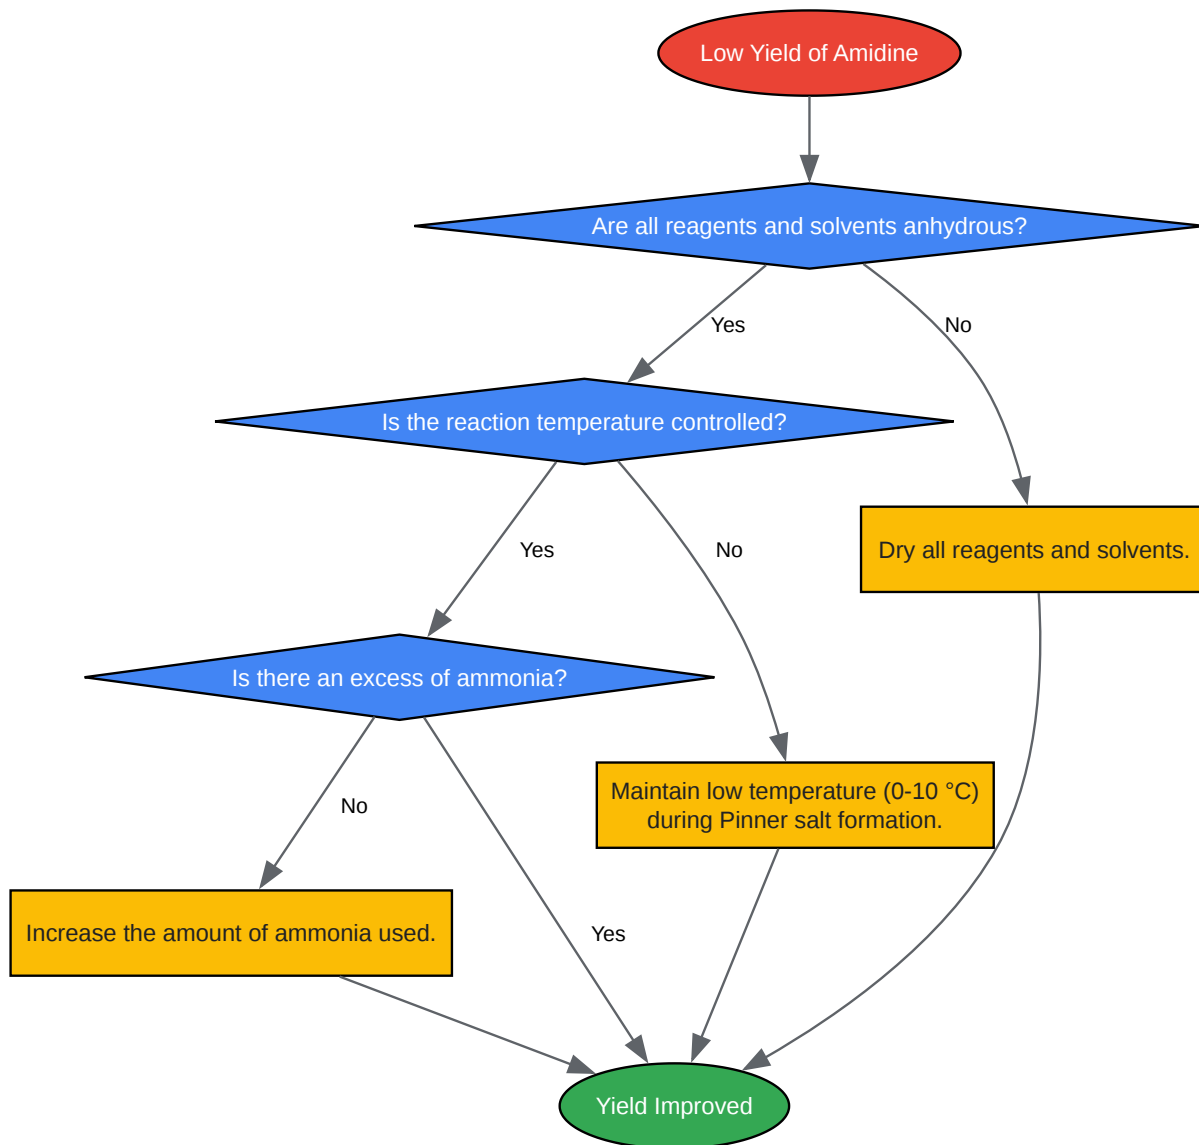 Low Yield of Amidine
Are all reagents and solvents anhydrous?
Yes
No
Is the reaction temperature controlled?
Yes
No
Dry all reagents and solvents.
Is there an excess of ammonia?
No
Maintain low temperature (0-10 °C)
during Pinner salt formation.
Increase the amount of ammonia used.
Yes
Yield Improved